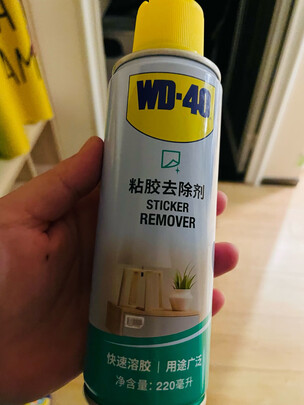 WD-40
粘胶去除剂
STICKER
REMOVER
快速溶胶 | 用途广泛
净含量: 220毫升